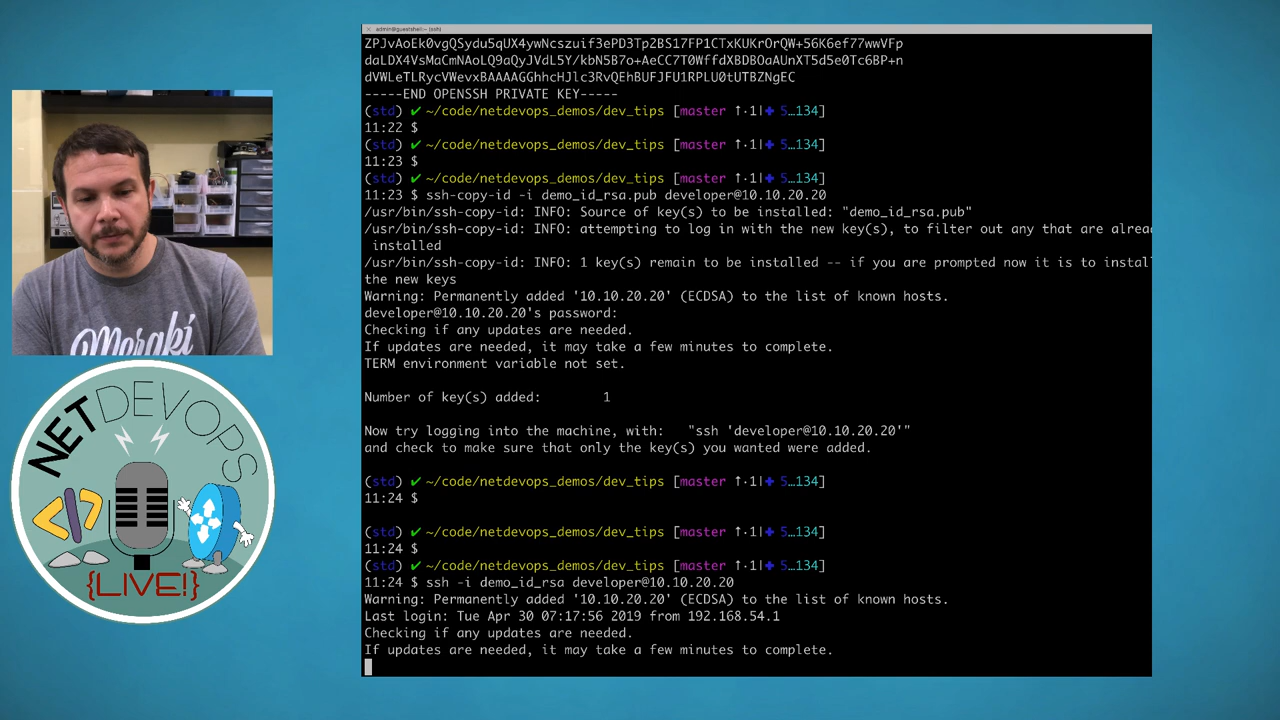 admin@guestshell:~ (ssh)
ZPJvAoEk0vgQSydu5qUX4ywNcszuif3ePD3Tp2BS17FP1CTxKUKrOrQW+56K6ef77wwVFp
daLDX4VsMaCmNAoLQ9aQyJVdL5Y/kbN5B7o+AeCC7T0WffdXBDBOaAUnXT5d5e0Tc6BP+n
dVWLeTLRycVWevxBAAAAGGhhcHJlc3RvQEhBUFJFU1RPLU0tUTBZNgEC
-----END OPENSSH PRIVATE KEY-----
(std) ✔ ~/code/netdevops_demos/dev_tips [master ↑·1|✚ 5…134]
11:22 $
(std) ✔ ~/code/netdevops_demos/dev_tips [master ↑·1|✚ 5…134]
11:23 $
(std) ✔ ~/code/netdevops_demos/dev_tips [master ↑·1|✚ 5…134]
11:23 $ ssh-copy-id -i demo_id_rsa.pub developer@10.10.20.20
/usr/bin/ssh-copy-id: INFO: Source of key(s) to be installed: "demo_id_rsa.pub"
/usr/bin/ssh-copy-id: INFO: attempting to log in with the new key(s), to filter out any that are alrea
installed
/usr/bin/ssh-copy-id: INFO: 1 key(s) remain to be installed -- if you are prompted now it is to instal
the new keys
Warning: Permanently added '10.10.20.20' (ECDSA) to the list of known hosts.
developer@10.10.20.20's password:
Checking if any updates are needed.
If updates are needed, it may take a few minutes to complete.
TERM environment variable not set.
Number of key(s) added: 1
Now try logging into the machine, with: "ssh 'developer@10.10.20.20'"
and check to make sure that only the key(s) you wanted were added.
(std) ✔ ~/code/netdevops_demos/dev_tips [master ↑·1|✚ 5…134]
11:24 $
(std) ✔ ~/code/netdevops_demos/dev_tips [master ↑·1|✚ 5…134]
11:24 $
(std) ✔ ~/code/netdevops_demos/dev_tips [master ↑·1|✚ 5…134]
11:24 $ ssh -i demo_id_rsa developer@10.10.20.20
Warning: Permanently added '10.10.20.20' (ECDSA) to the list of known hosts.
Last login: Tue Apr 30 07:17:56 2019 from 192.168.54.1
Checking if any updates are needed.
If updates are needed, it may take a few minutes to complete.
Meraki
NETDEVOPS
</>
{LIVE!}